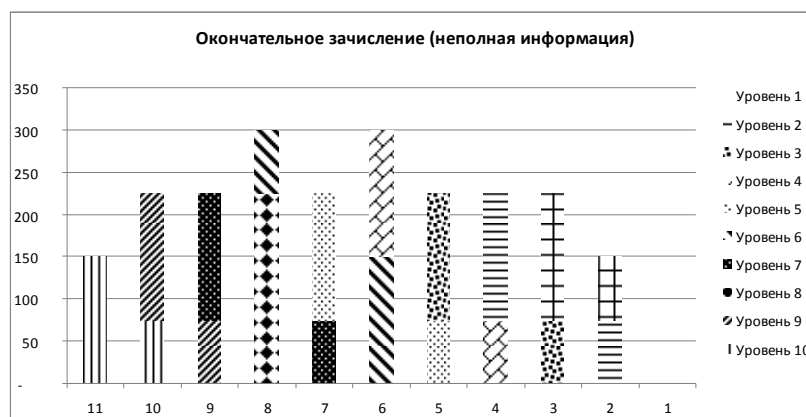 Окончательное зачисление (неполная информация)
350
300
250
200
150
100
50
-
11 10 9 8 7 6 5 4 3 2 1
Уровень 1
Уровень 2
Уровень 3
Уровень 4
Уровень 5
Уровень 6
Уровень 7
Уровень 8
Уровень 9
Уровень 10